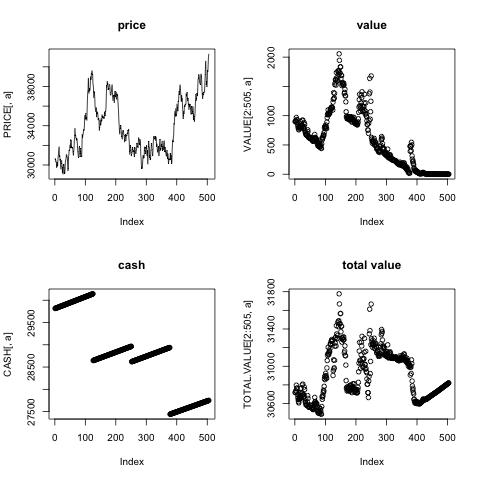 price
PRICE[, a]
30000 34000 38000
0 100 200 300 400 500
Index
value
VALUE[2:505, a]
0 500 1000 2000
0 100 200 300 400 500
Index
cash
CASH[, a]
27500 28500 29500
0 100 200 300 400 500
Index
total value
TOTAL.VALUE[2:505, a]
30600 31000 31400 31800
0 100 200 300 400 500
Index